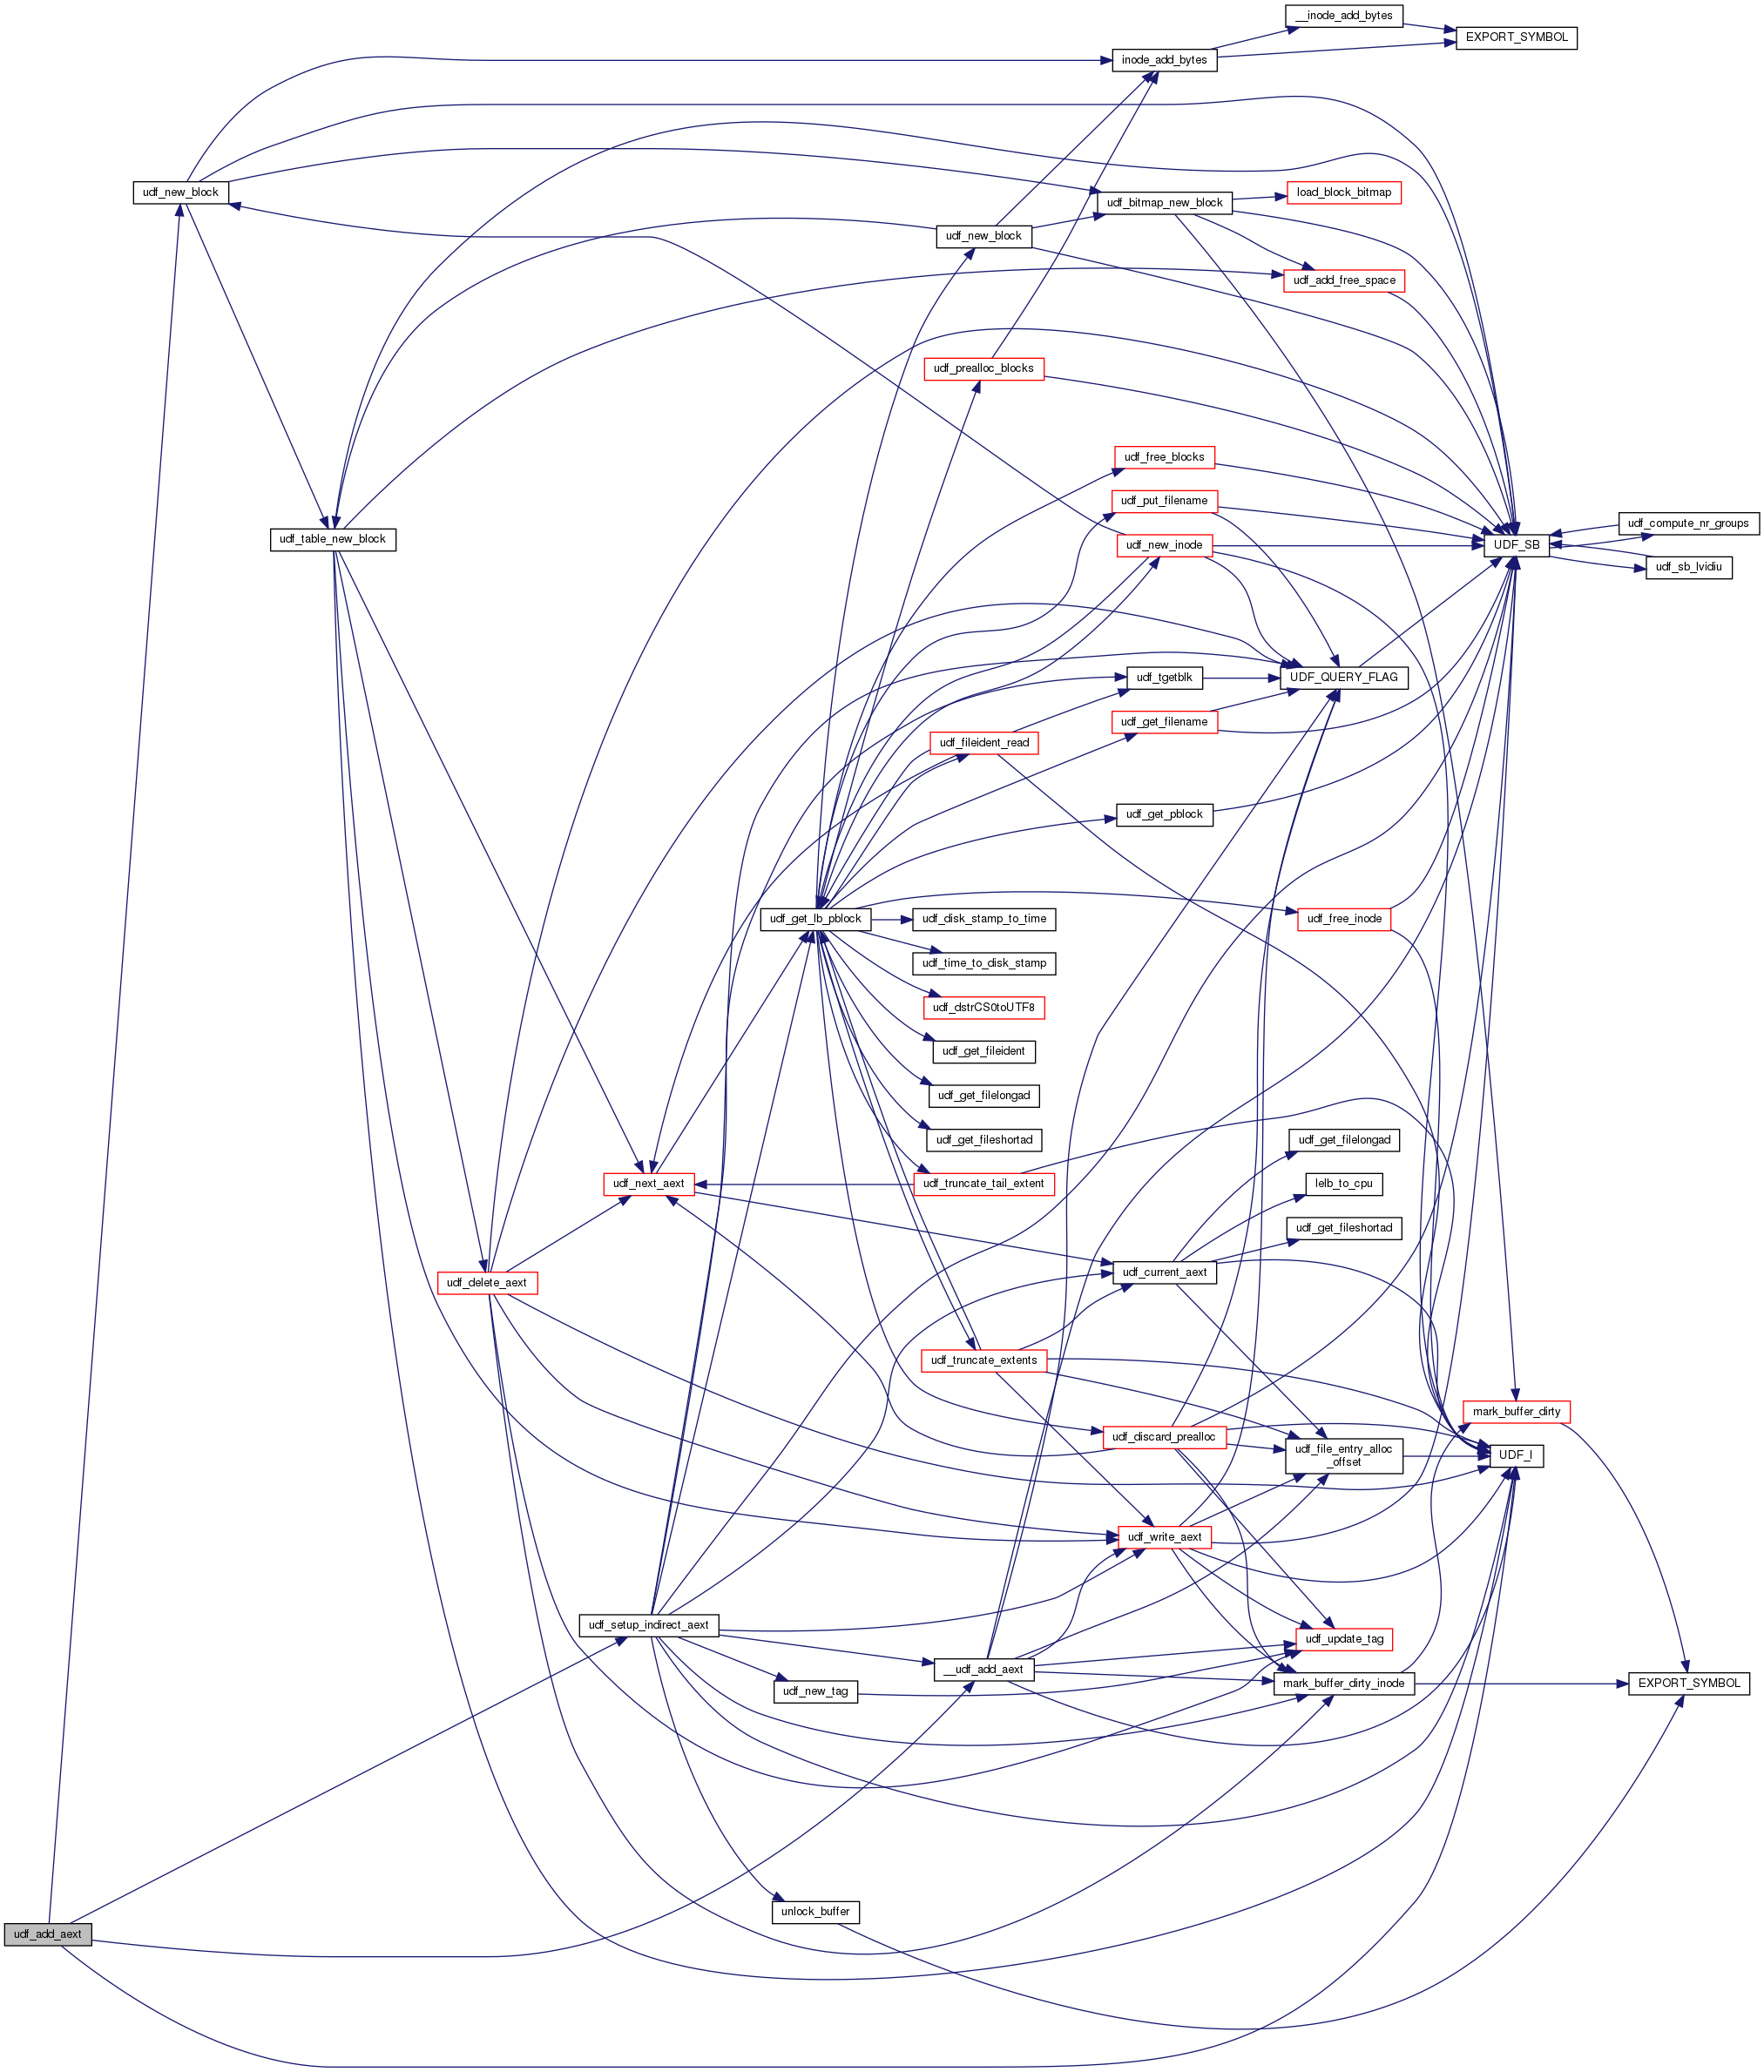 __inode_add_bytes
EXPORT_SYMBOL
inode_add_bytes
udf_new_block
load_block_bitmap
udf_bitmap_new_block
udf_new_block
udf_add_free_space
udf_prealloc_blocks
udf_free_blocks
udf_put_filename
udf_compute_nr_groups
udf_table_new_block
udf_new_inode
UDF_SB
udf_sb_lvidiu
udf_tgetblk
UDF_QUERY_FLAG
udf_get_filename
udf_fileident_read
udf_get_pblock
udf_get_lb_pblock
udf_disk_stamp_to_time
udf_free_inode
udf_time_to_disk_stamp
udf_dstrCS0toUTF8
udf_get_fileident
udf_get_filelongad
udf_get_fileshortad
udf_get_filelongad
udf_next_aext
udf_truncate_tail_extent
lelb_to_cpu
udf_get_fileshortad
udf_delete_aext
udf_current_aext
udf_truncate_extents
mark_buffer_dirty
udf_discard_prealloc
udf_file_entry_alloc
_offset
UDF_I
udf_write_aext
udf_setup_indirect_aext
udf_update_tag
__udf_add_aext
udf_new_tag
mark_buffer_dirty_inode
EXPORT_SYMBOL
unlock_buffer
udf_add_aext